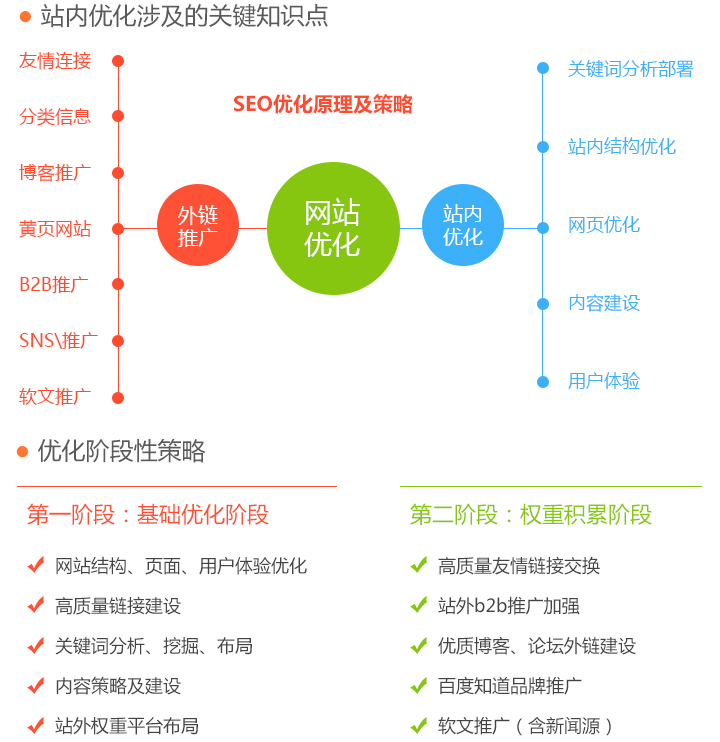 站内优化涉及的关键知识点
SEO优化原理及策略
友情连接
分类信息
博客推广
黄页网站
B2B推广
SNS\推广
软文推广
外链
推广
网站
优化
站内
优化
关键词分析部署
站内结构优化
网页优化
内容建设
用户体验
优化阶段性策略
第一阶段：基础优化阶段
网站结构、页面、用户体验优化
高质量链接建设
关键词分析、挖掘、布局
内容策略及建设
站外权重平台布局
第二阶段：权重积累阶段
高质量友情链接交换
站外b2b推广加强
优质博客、论坛外链建设
百度知道品牌推广
软文推广（含新闻源）